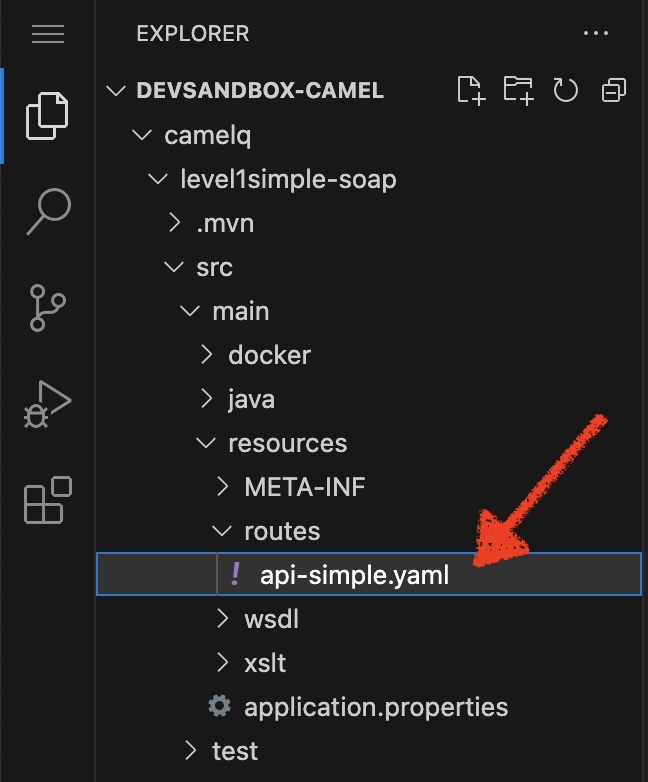 EXPLORER
DEVSANDBOX-CAMEL
camelq
level1simple-soap
.mvn
src
main
docker
java
resources
META-INF
routes
! api-simple.yaml
wsdl
xslt
application.properties
test